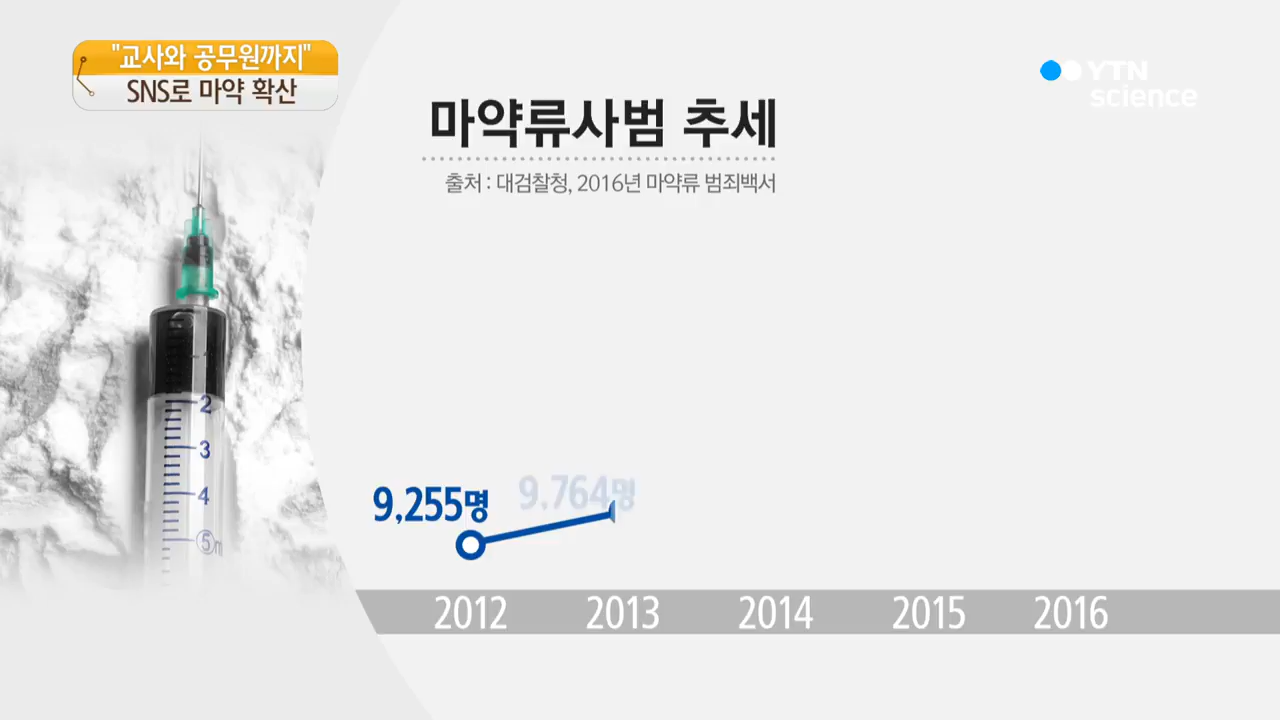 "교사와 공무원까지"
SNS로 마약 확산
YTN
science
마약류사범 추세
출처 : 대검찰청, 2016년 마약류 범죄백서
2
3
4
5
9,255명
9.764명
2012 2013 2014 2015 2016